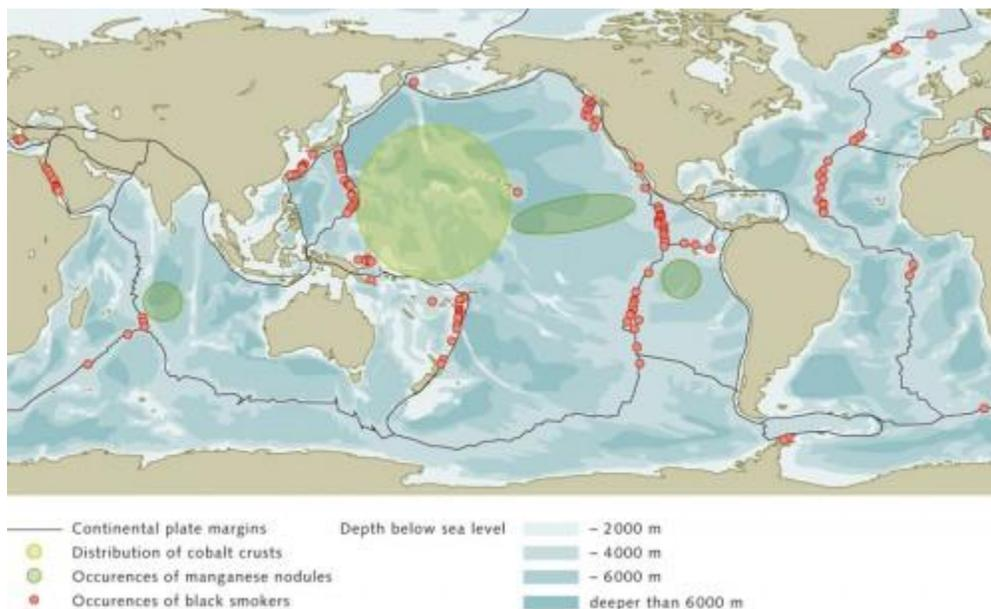 Continental plate margins
Distribution of cobalt crusts
Occurences of manganese nodules
Occurences of black smokers
Depth below sea level
– 2000 m
– 4000 m
– 6000 m
deeper than 6000 m